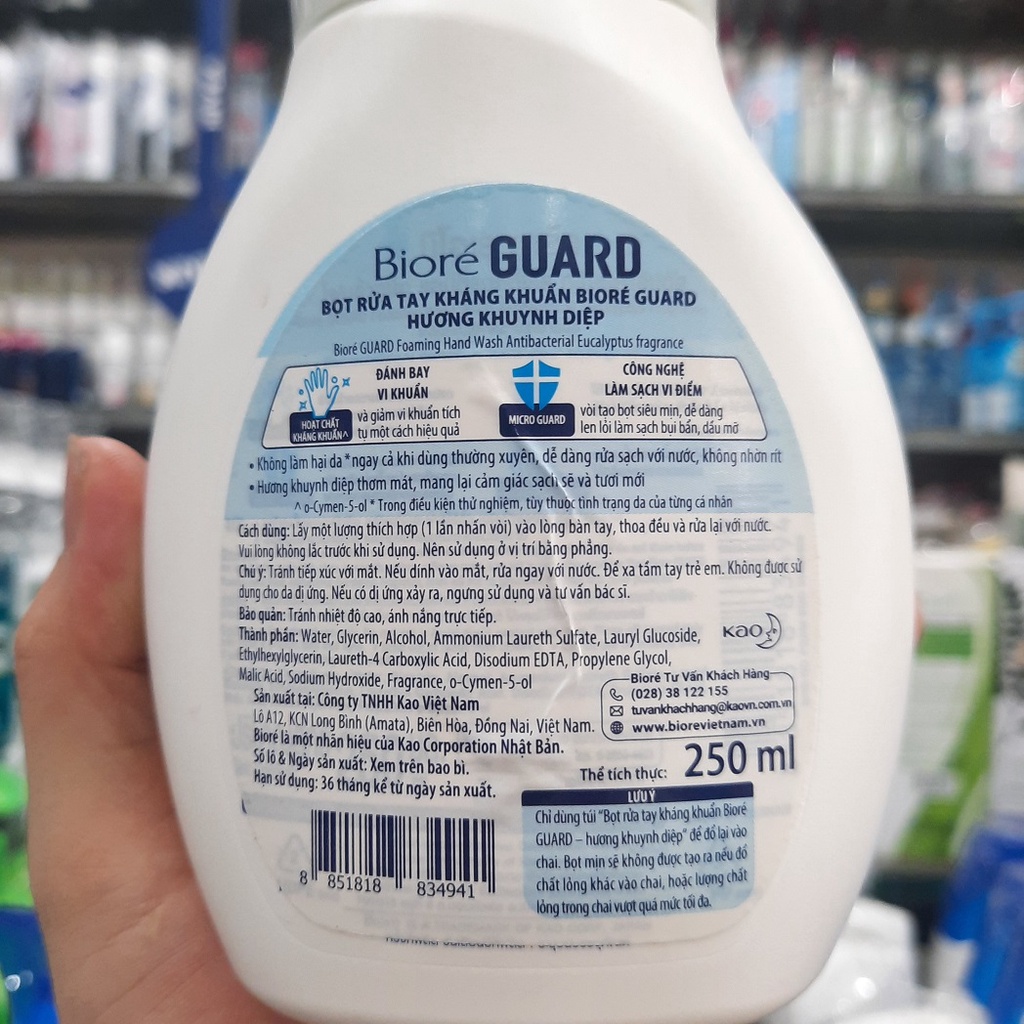 Bioré GUARD
BỌT RỬA TAY KHÁNG KHUẨN BIORÉ GUARD
HƯƠNG KHUYNH DIỆP
Bioré GUARD Foaming Hand Wash Antibacterial Eucalyptus fragrance
ĐÁNH BAY
VI KHUẨN
HOẠT CHẤT
KHÁNG KHUẨN^
và giảm vi khuẩn tích
tụ một cách hiệu quả
MICRO GUARD
CÔNG NGHỆ
LÀM SẠCH VI ĐIỂM
vòi tạo bọt siêu mịn, dễ dàng
len lỏi làm sạch bụi bẩn, dầu mỡ
• Không làm hại da *ngay cả khi dùng thường xuyên, dễ dàng rửa sạch với nước, không nhờn rít
• Hương khuynh diệp thơm mát, mang lại cảm giác sạch sẽ và tươi mới
^ o-Cymen-5-ol * Trong điều kiện thử nghiệm, tùy thuộc tình trạng da của từng cá nhân
Cách dùng: Lấy một lượng thích hợp (1 lần nhấn vòi) vào lòng bàn tay, thoa đều và rửa lại với nước.
Vui lòng không lắc trước khi sử dụng. Nên sử dụng ở vị trí bằng phẳng.
Chú ý: Tránh tiếp xúc với mắt. Nếu dính vào mắt, rửa ngay với nước. Để xa tầm tay trẻ em. Không được sử
dụng cho da dị ứng. Nếu có dị ứng xảy ra, ngưng sử dụng và tư vấn bác sĩ.
Bảo quản: Tránh nhiệt độ cao, ánh nắng trực tiếp.
Thành phần: Water, Glycerin, Alcohol, Ammonium Laureth Sulfate, Lauryl Glucoside,
Ethylhexylglycerin, Laureth-4 Carboxylic Acid, Disodium EDTA, Propylene Glycol,
Malic Acid, Sodium Hydroxide, Fragrance, o-Cymen-5-ol
Kao
Sản xuất tại: Công ty TNHH Kao Việt Nam
Lô A12, KCN Long Bình (Amata), Biên Hòa, Đồng Nai, Việt Nam.
Bioré là một nhãn hiệu của Kao Corporation Nhật Bản.
Số lô & Ngày sản xuất: Xem trên bao bì.
Hạn sử dụng: 36 tháng kể từ ngày sản xuất.
Bioré Tư Vấn Khách Hàng
(028) 38 122 155
tuvankhachhang@kaovn.com.vn
www.biorevietnam.vn
Thể tích thực: 250 ml
LƯU Ý
Chỉ dùng túi "Bọt rửa tay kháng khuẩn Bioré
GUARD – hương khuynh diệp" để đổ lại vào
chai. Bọt mịn sẽ không được tạo ra nếu đổ
chất lỏng khác vào chai, hoặc lượng chất
lỏng trong chai vượt quá mức tối đa.
8 851818 834941